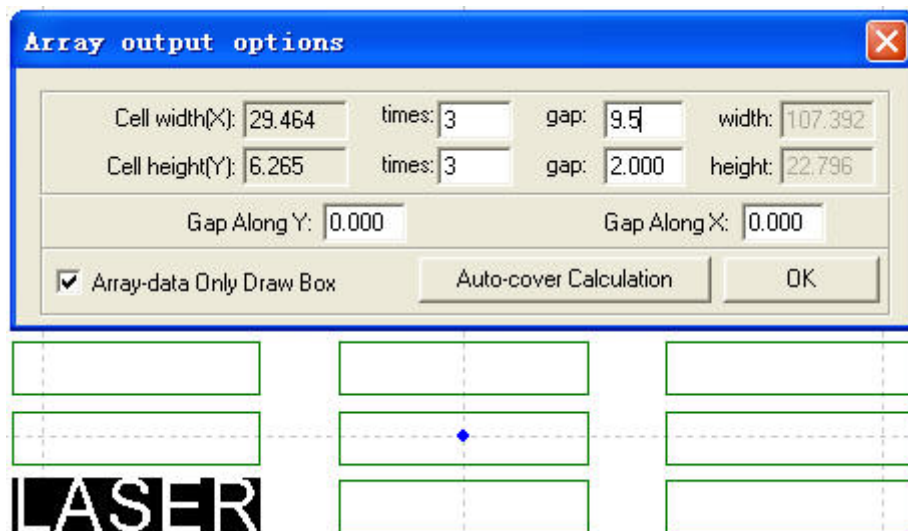 Array output options
Cell width(X): 29.464 times: 3 gap: 9.5 width: 107.392
Cell height(Y): 6.265 times: 3 gap: 2.000 height: 22.796
Gap Along Y: 0.000 Gap Along X: 0.000
Array-data Only Draw Box Auto-cover Calculation OK
LASER